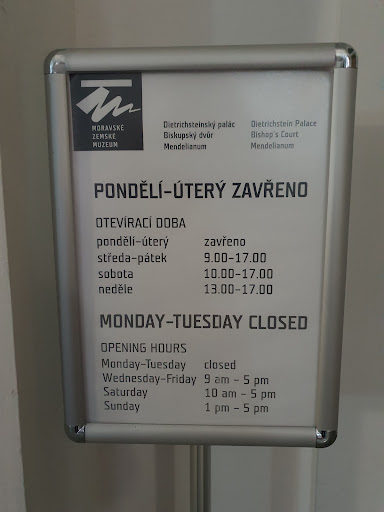 MORAVSKÉ
ZEMSKÉ
MUZEUM
Dietrichsteinský palác
Biskupský dvůr
Mendelianum
Dietrichstein Palace
Bishop's Court
Mendelianum
PONDĚLÍ–ÚTERÝ ZAVŘENO
OTEVÍRACÍ DOBA
pondělí–úterý zavřeno
středa–pátek 9.00–17.00
sobota 10.00–17.00
neděle 13.00–17.00
MONDAY–TUESDAY CLOSED
OPENING HOURS
Monday–Tuesday closed
Wednesday–Friday 9 am – 5 pm
Saturday 10 am – 5 pm
Sunday 1 pm – 5 pm